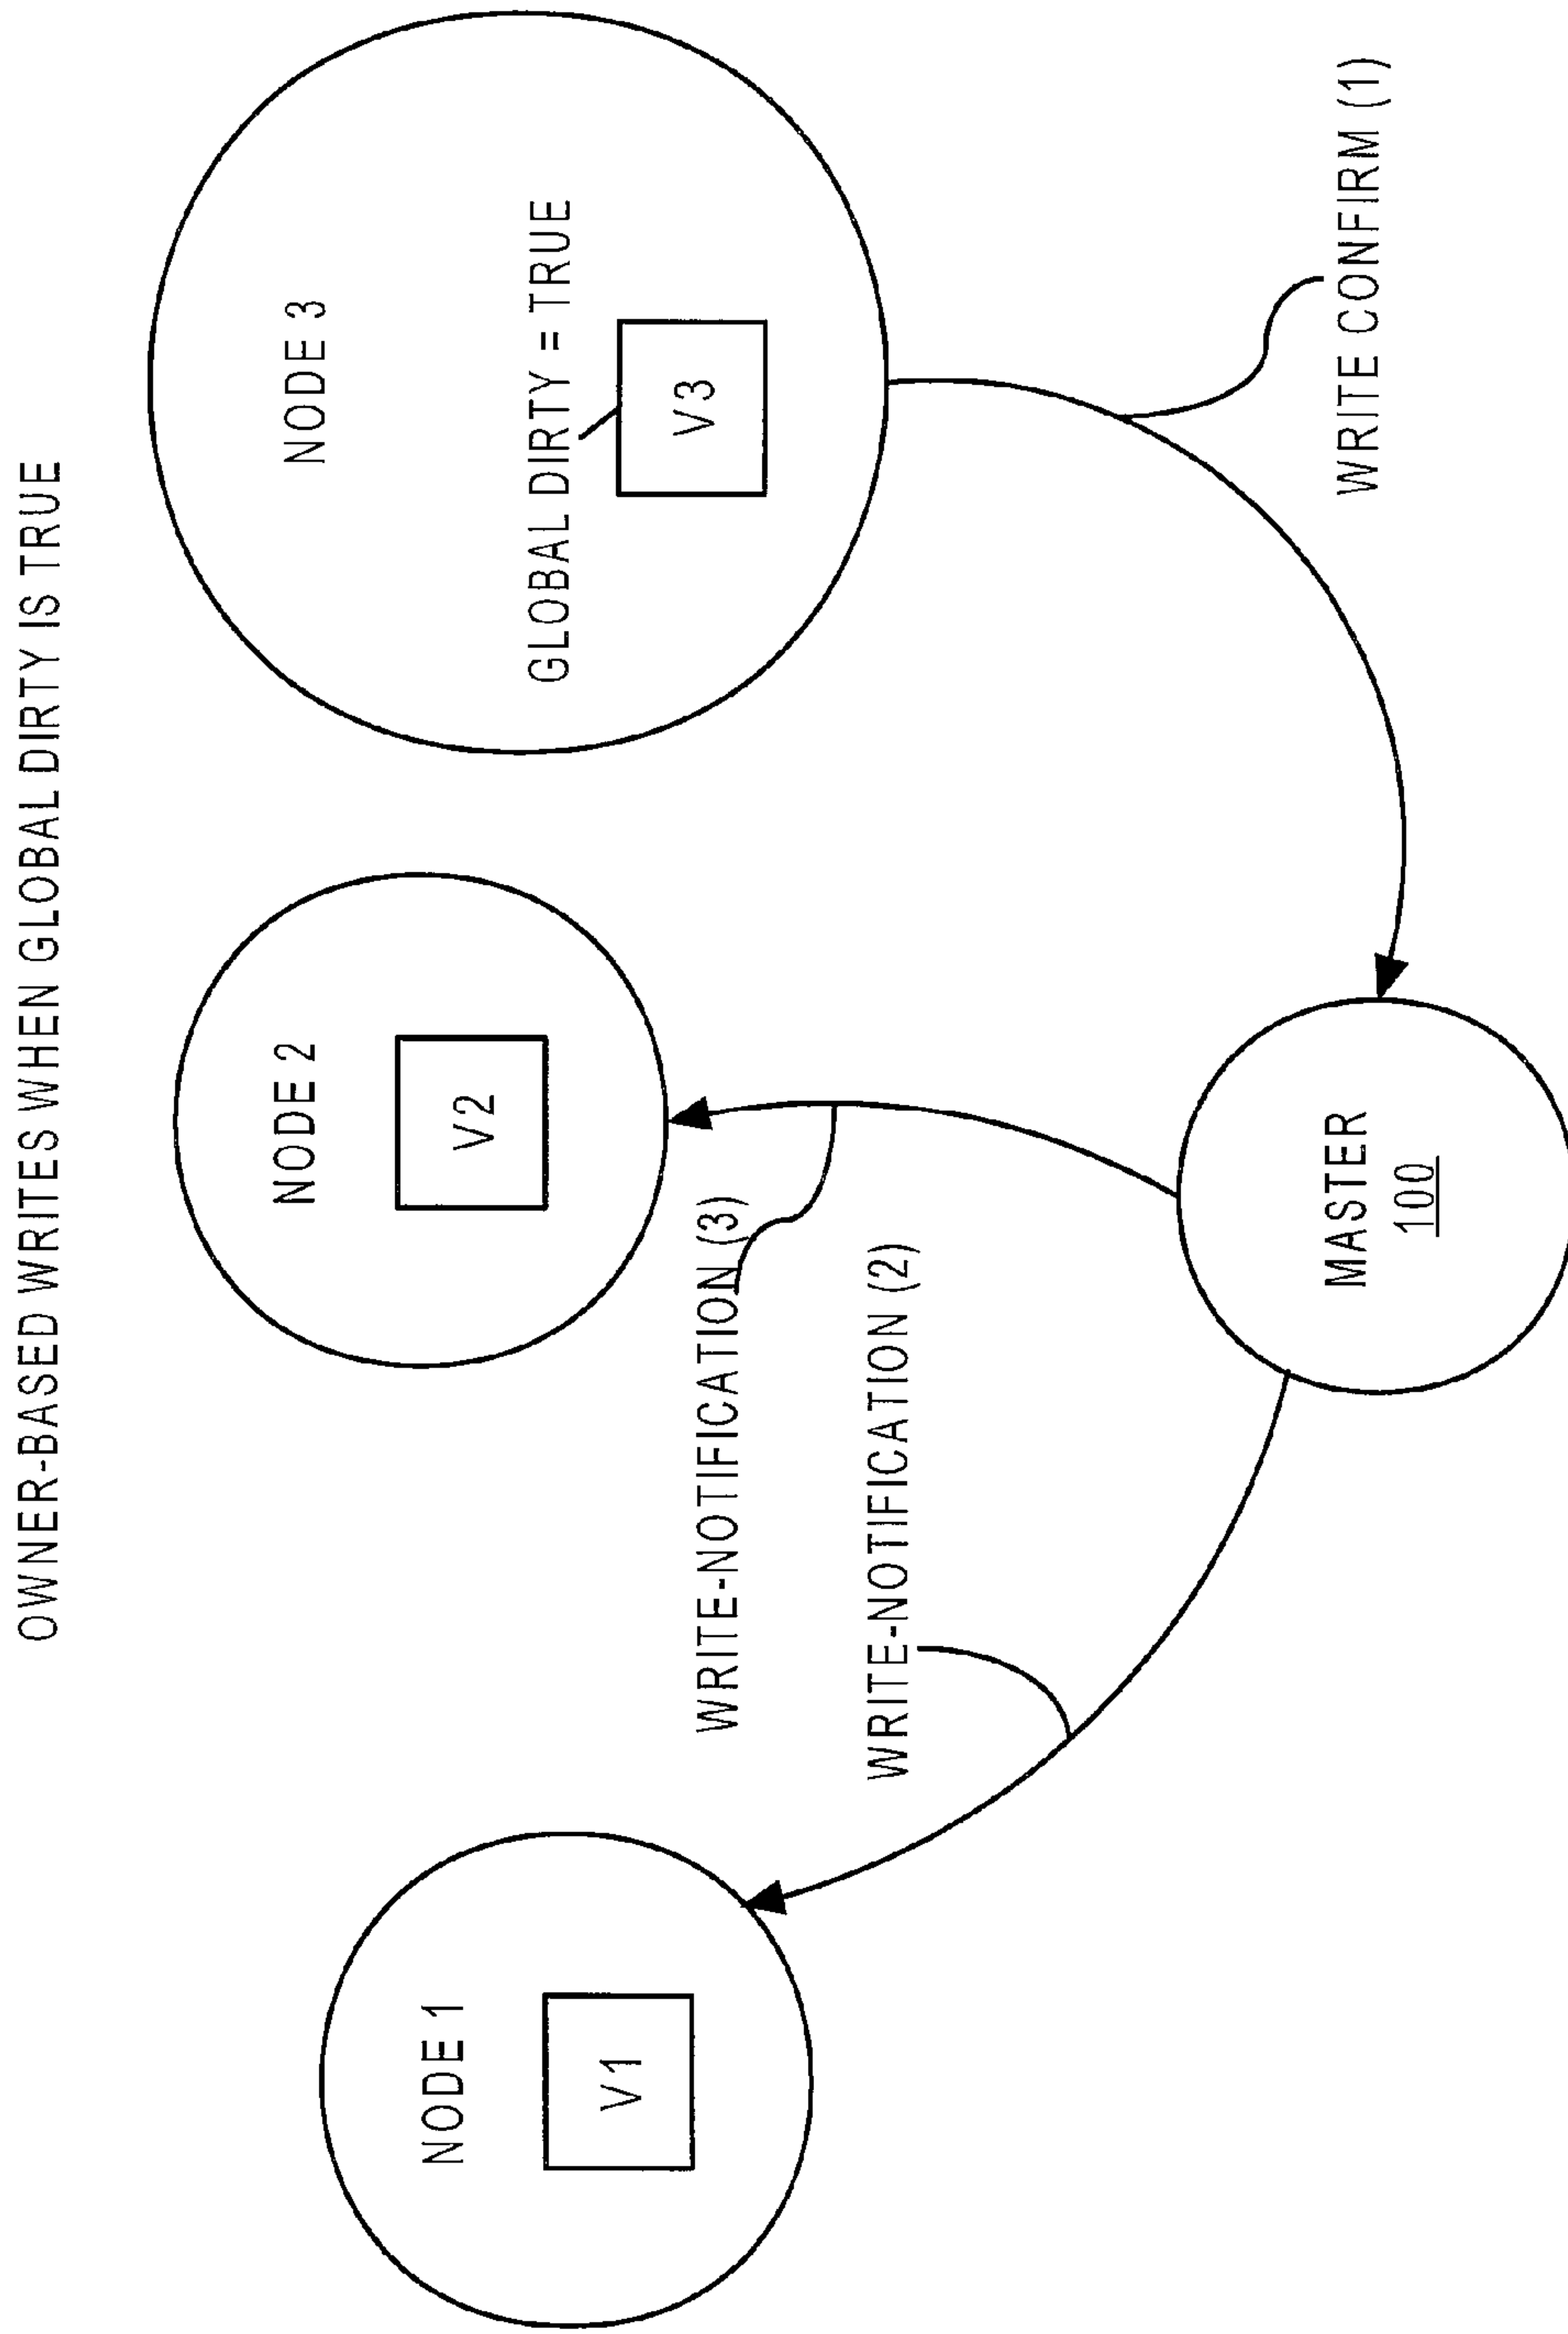 OWNER-BASED WRITES WHEN GLOBAL DIRTY IS TRUE
NODE 1
V1
NODE 2
V2
NODE 3
GLOBAL DIRTY = TRUE
V3
WRITE-NOTIFICATION (3)
WRITE-NOTIFICATION (2)
MASTER
100
WRITE CONFIRM (1)